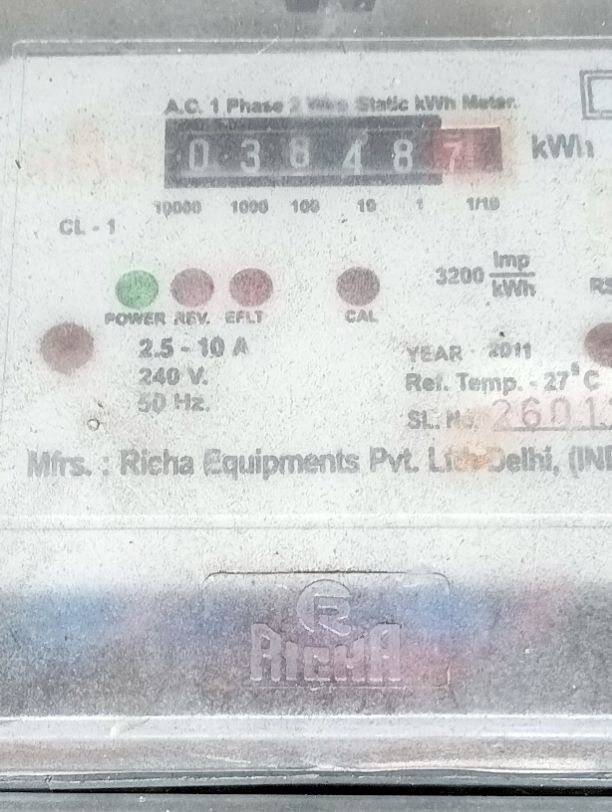 A.C. 1 Phase 2 Wire Static kWh Meter.
0 3 8 4 8 7 kWh
10000 1000 100 10 1 1/10
CL - 1
3200 Imp/kWh
POWER REV. E/FLT CAL
2.5 - 10 A
240 V.
50 Hz.
YEAR - 2011
Ref. Temp. - 27°C
SL. No. 2601
Mfrs. : Richa Equipments Pvt. Ltd. Delhi,
RICHA